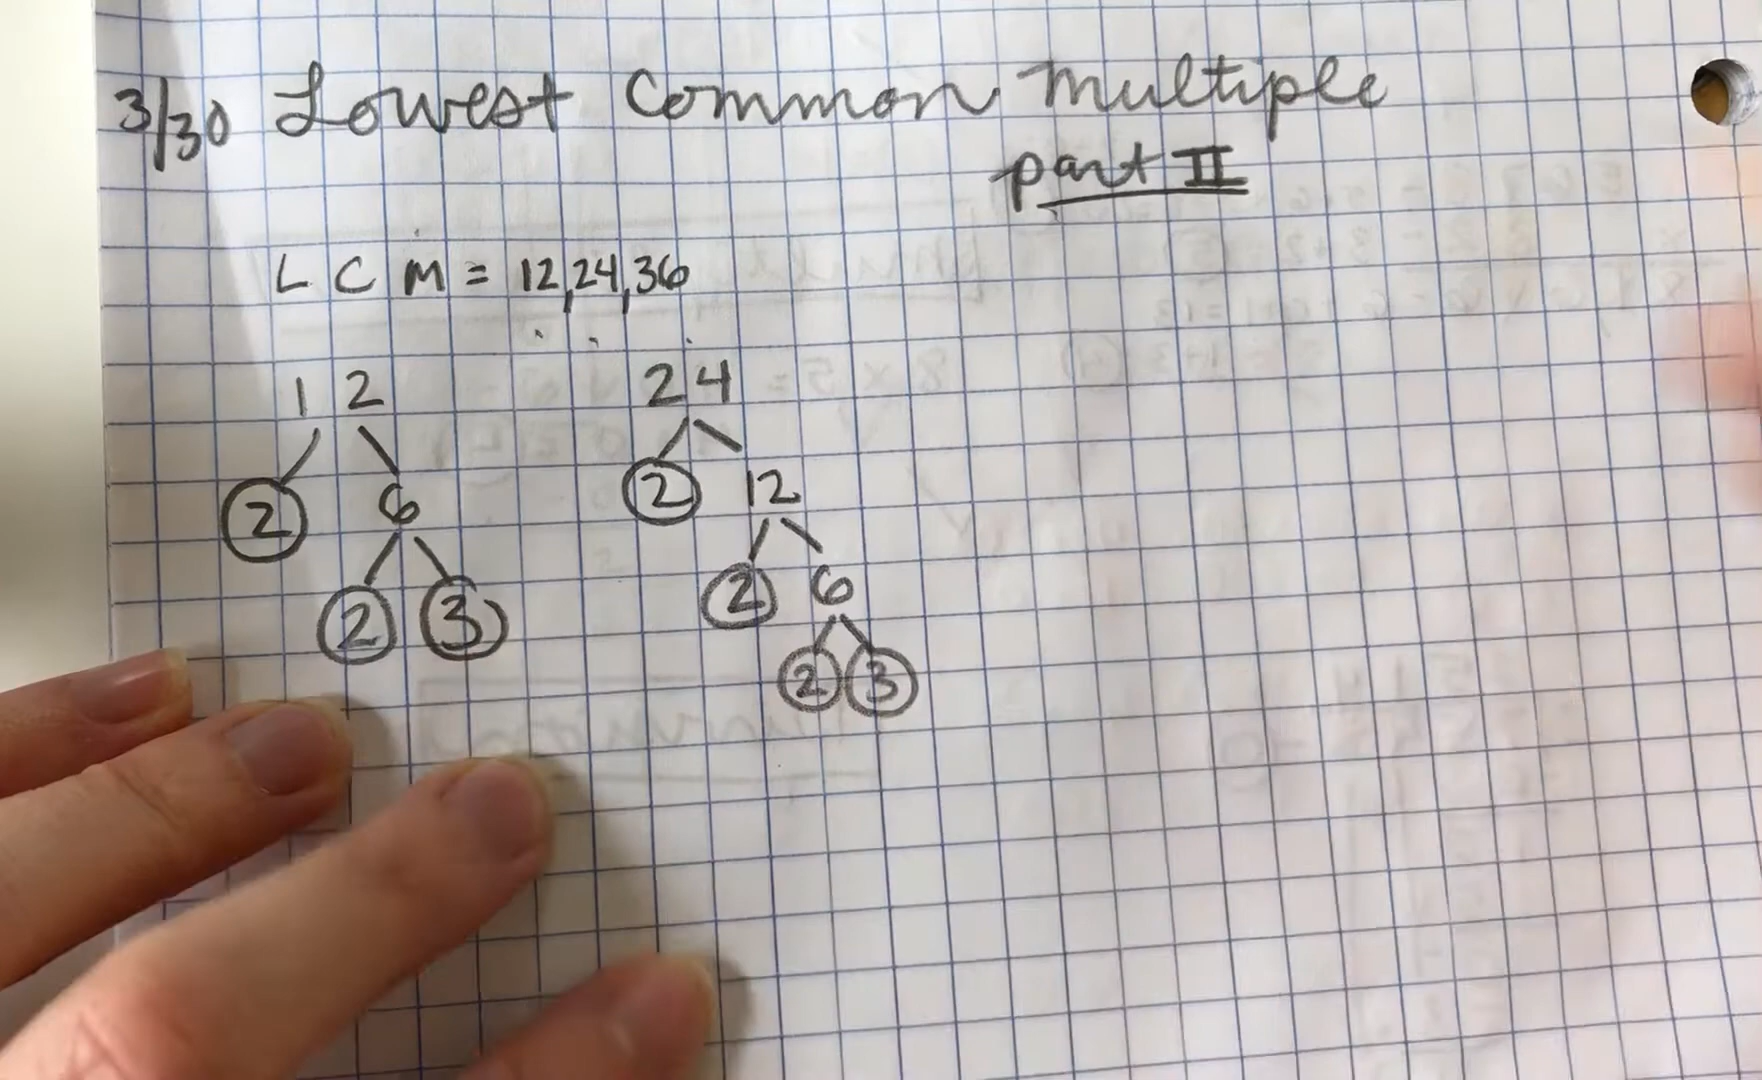 3/30 Lowest Common Multiple
part II
LCM = 12,24,36
12 24
2 6 2 12
2 3 2 6
2 3